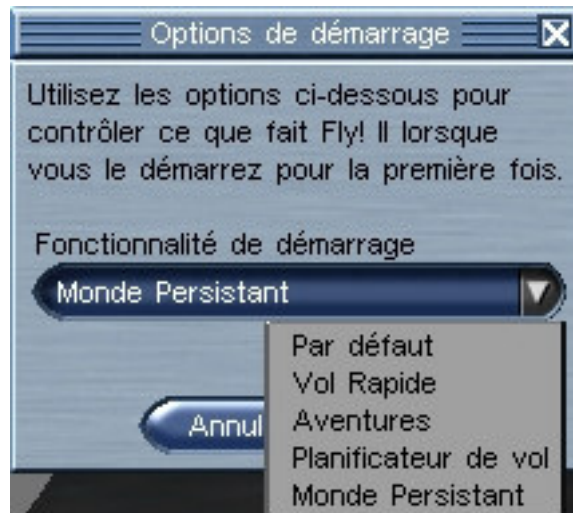 Options de démarrage
Utilisez les options ci-dessous pour
contrôler ce que fait Fly! II lorsque
vous le démarrez pour la première fois.
Fonctionnalité de démarrage
Monde Persistant
Par défaut
Vol Rapide
Annul
Aventures
Planificateur de vol
Monde Persistant